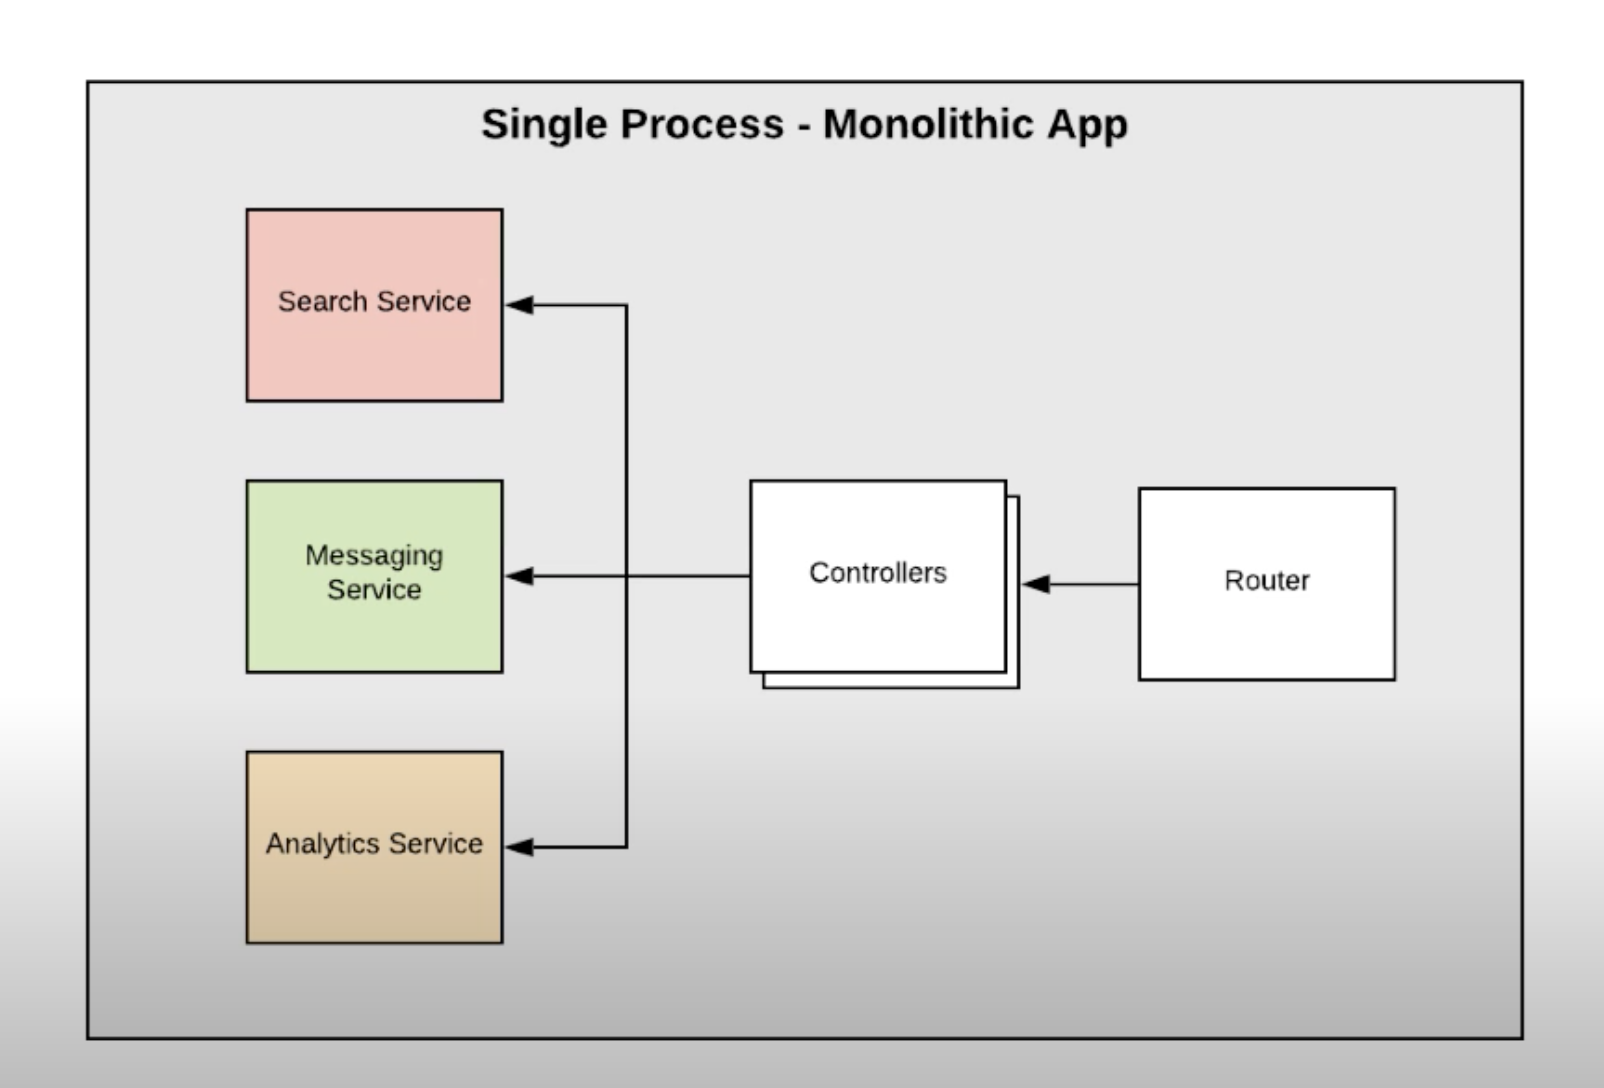 Single Process - Monolithic App
Search Service
Messaging
Service
Controllers
Router
Analytics Service